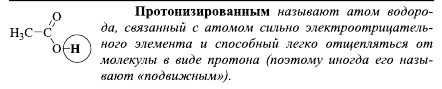 O
H₃C–C
O–H
Протонизированным называют атом водоро-
да, связанный с атомом сильно электроотрицатель-
ного элемента и способный легко отщепляться от
молекулы в виде протона (поэтому иногда его назы-
вают «подвижным»).